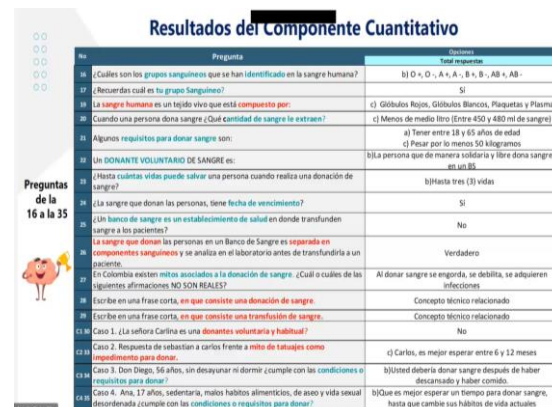 Resultados del Componente Cuantitativo
Preguntas
de la
16 a la 35
No
Pregunta
Opciones
Total respuestas
16 ¿Cuáles son los grupos sanguíneos que se han identificado en la sangre humana?
b) O +, O -, A +, A -, B +, B -, AB +, AB -
17 ¿Recuerdas cuál es tu grupo Sanguíneo?
Sí
19 La sangre humana es un tejido vivo que está compuesto por:
c) Glóbulos Rojos, Glóbulos Blancos, Plaquetas y Plasma
20 Cuando una persona dona sangre ¿Qué cantidad de sangre le extraen?
c) Menos de medio litro (Entre 450 y 480 ml de sangre)
21 Algunos requisitos para donar sangre son:
a) Tener entre 18 y 65 años de edad
c) Pesar por lo menos 50 kilogramos
22 Un DONANTE VOLUNTARIO DE SANGRE es:
b)La persona que de manera solidaria y libre dona sangre
en un BS
23 ¿Hasta cuántas vidas puede salvar una persona cuando realiza una donación de
sangre?
b)Hasta tres (3) vidas
24 ¿La sangre que donan las personas, tiene fecha de vencimiento?
Sí
25 ¿Un banco de sangre es un establecimiento de salud en donde transfunden
sangre a los pacientes?
No
26 La sangre que donan las personas en un Banco de Sangre es separada en
componentes sanguíneos y se analiza en el laboratorio antes de transfundirla a un
paciente.
Verdadero
27 En Colombia existen mitos asociados a la donación de sangre. ¿Cuál o cuáles de las
siguientes afirmaciones NO SON REALES?
Al donar sangre se engorda, se debilita, se adquieren
infecciones
28 Escribe en una frase corta, en que consiste una donación de sangre.
Concepto técnico relacionado
29 Escribe en una frase corta, en que consiste una transfusión de sangre.
Concepto técnico relacionado
Caso 1. ¿La señora Carlina es una donantes voluntaria y habitual?
No
Caso 2. Respuesta de sebastian a carlos frente a mito de tatuajes como
impedimento para donar.
c) Carlos, es mejor esperar entre 6 y 12 meses
Caso 3. Don Diego, 56 años, sin desayunar ni dormir ¿cumple con las condiciones o
requisitos para donar?
b)Usted debería donar sangre después de haber
descansado y haber comido.
Caso 4. Ana, 17 años, sedentaria, malos habitos alimenticios, de aseo y vida sexual
desordenada ¿cumple con las condiciones o requisitos para donar?
b)Que es mejor esperar un tiempo para donar sangre,
hasta que cambie sus hábitos de vida actuales